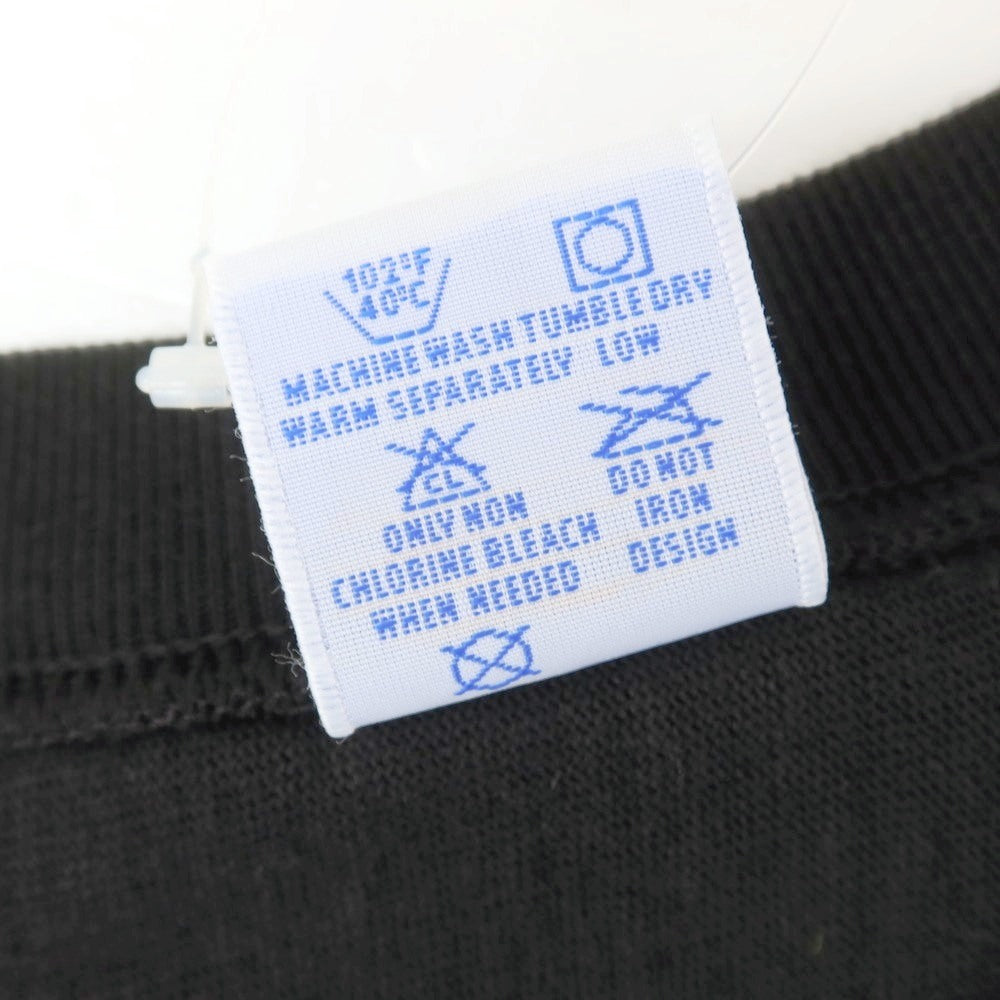 102°F
40°C
MACHINE WASH TUMBLE DRY
WARM SEPARATELY LOW
CL
ONLY NON
CHLORINE BLEACH
WHEN NEEDED
DO NOT
IRON
DESIGN